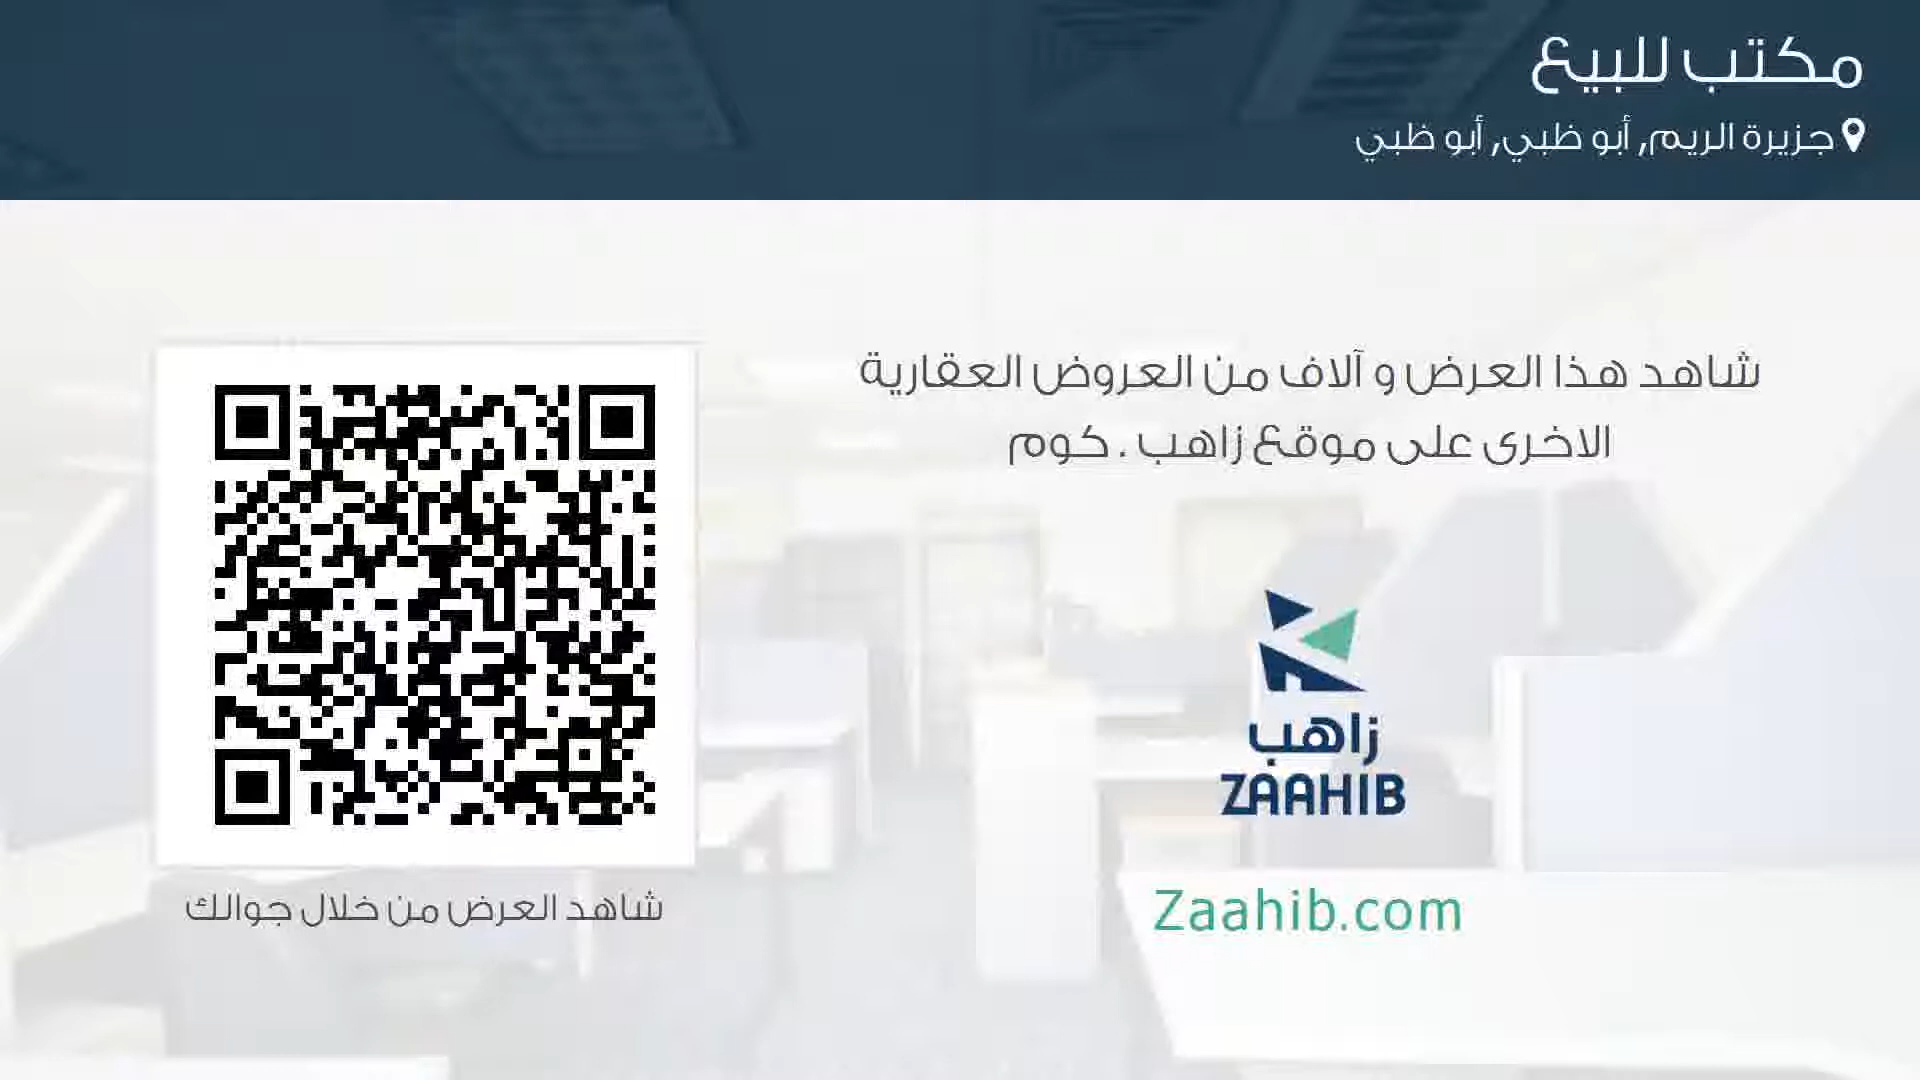 مكتب للبيع
جزيرة الريم, أبو ظبي, أبو ظبي
شاهد هذا العرض و آلاف من العروض العقارية
الاخرى على موقع زاهب . كوم
زاهب
ZAAHIB
Zaahib.com
شاهد العرض من خلال جوالك